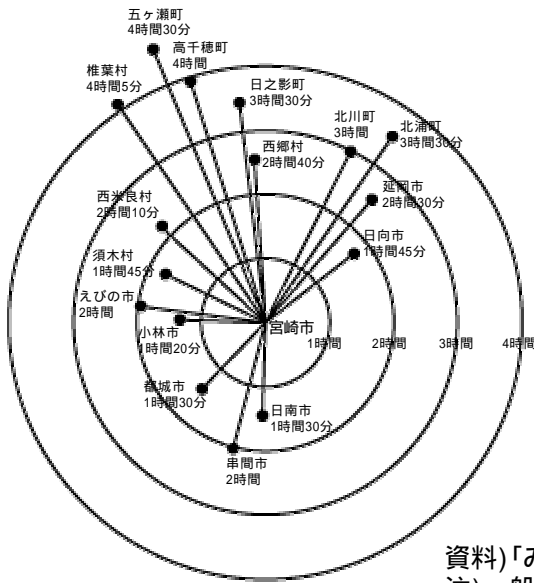 五ヶ瀬町
4時間30分
高千穂町
4時間
椎葉村
4時間5分
日之影町
3時間30分
北川町
3時間
北浦町
3時間30分
西郷村
2時間40分
延岡市
2時間30分
西米良村
2時間10分
日向市
1時間45分
須木村
1時間45分
えびの市
2時間
小林市
1時間20分
宮崎市
1時間
2時間
3時間
4時間
都城市
1時間30分
日南市
1時間30分
串間市
2時間
資料)「み